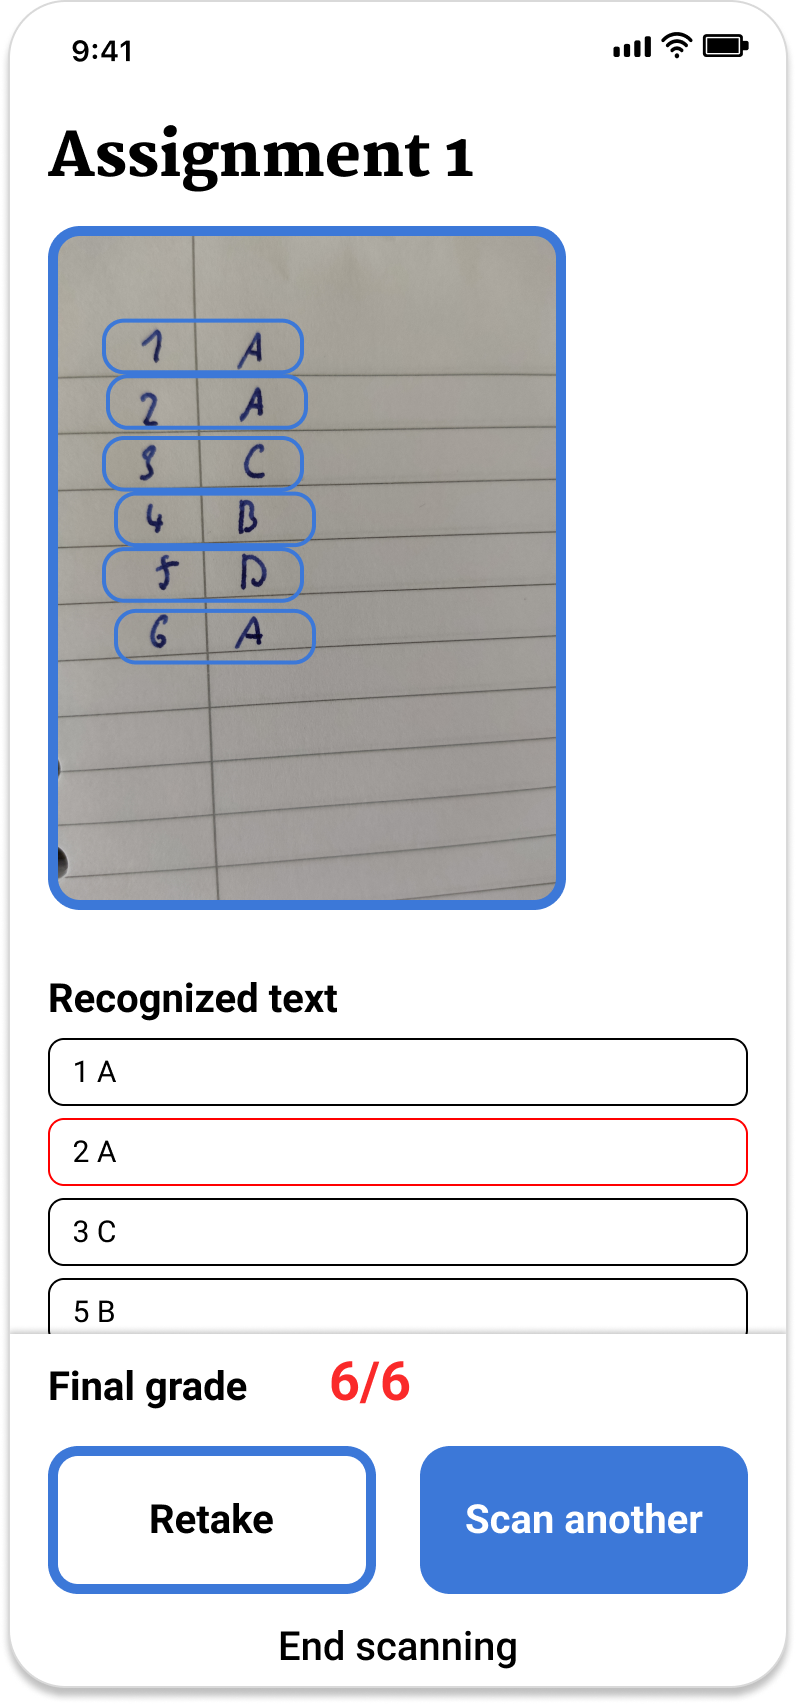 9:41
Assignment 1
1 A
2 A
3 C
4 B
5 D
6 A
Recognized text
1 A
2 A
3 C
5 B
Final grade 6/6
Retake Scan another
End scanning